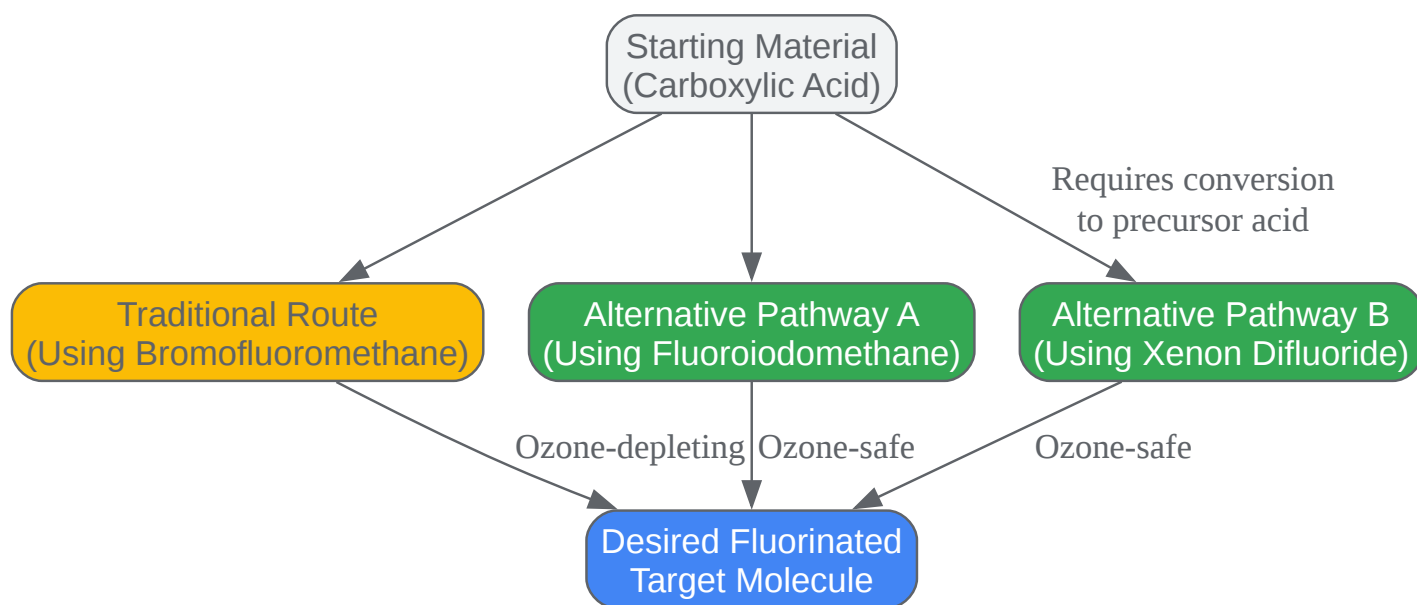 Starting Material
(Carboxylic Acid)
Requires conversion
to precursor acid
Traditional Route
(Using Bromofluoromethane)
Alternative Pathway A
(Using Fluoroiodomethane)
Alternative Pathway B
(Using Xenon Difluoride)
Ozone-depleting
Ozone-safe
Ozone-safe
Desired Fluorinated
Target Molecule